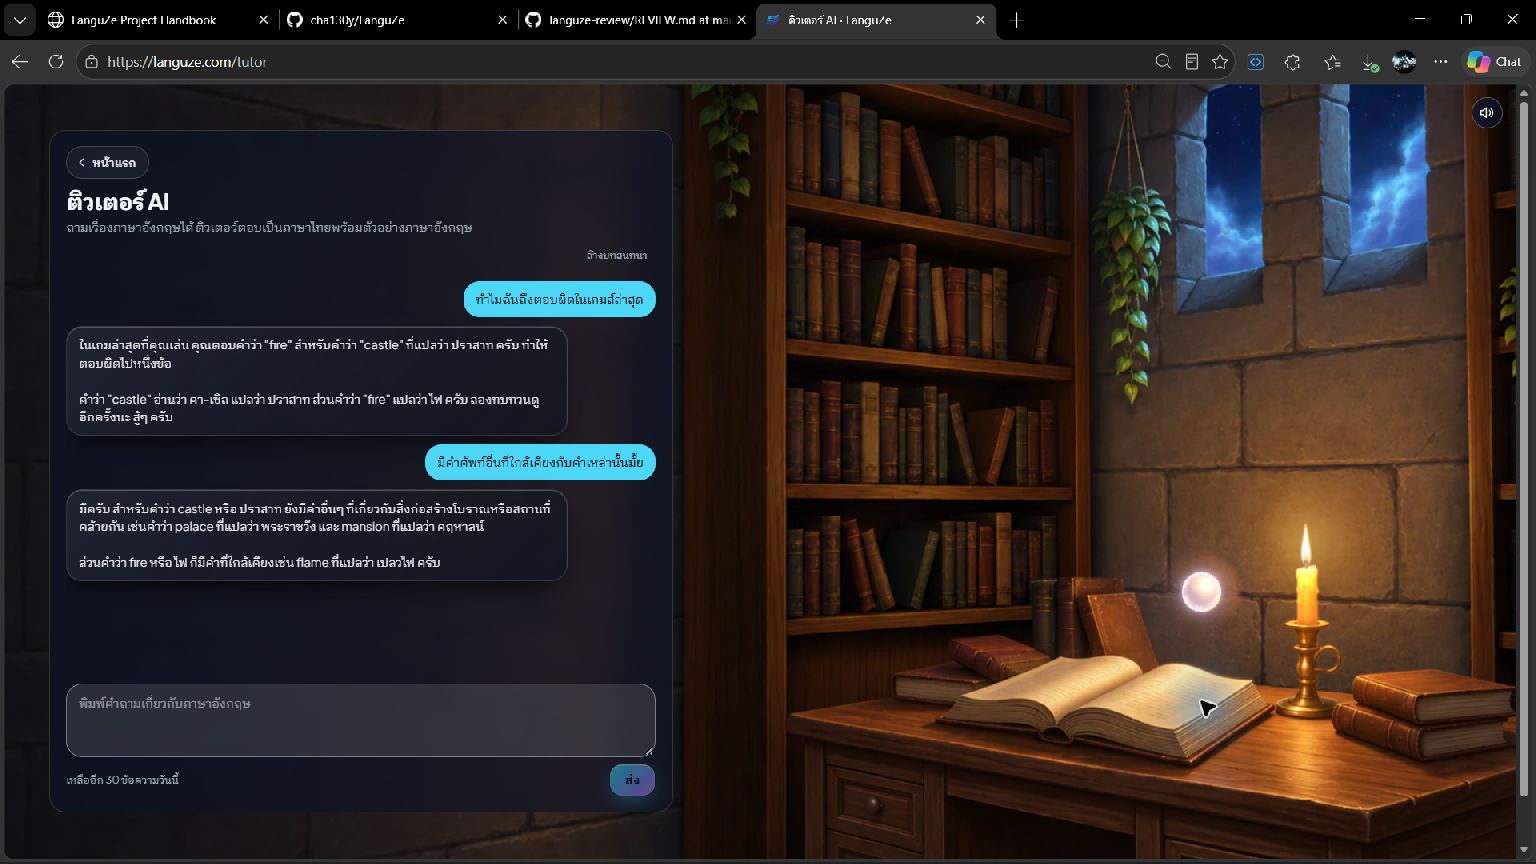 LanguZe Project Handbook
cha130y/LanguZe
languze-review/REVIEW.md at ma
ติวเตอร์ AI · LanguZe
https://languze.com/tutor
Chat
หน้าแรก
ติวเตอร์ AI
ถามเรื่องภาษาอังกฤษได้ ติวเตอร์ตอบเป็นภาษาไทยพร้อมตัวอย่างภาษาอังกฤษ
ล้างบทสนทนา
ทำไมฉันถึงตอบผิดในเกมส์ล่าสุด
ในเกมล่าสุดที่คุณเล่น คุณตอบคำว่า "fire" สำหรับคำว่า "castle" ที่แปลว่า ปราสาท ครับ ทำให้
ตอบผิดไปหนึ่งข้อ
คำว่า "castle" อ่านว่า คา-เซิล แปลว่า ปราสาท ส่วนคำว่า "fire" แปลว่า ไฟ ครับ ลองทบทวนดู
อีกครั้งนะ สู้ๆ ครับ
มีคำศัพท์อื่นที่ใกล้เคียงกับคำเหล่านั้นมั้ย
มีครับ สำหรับคำว่า castle หรือ ปราสาท ยังมีคำอื่นๆ ที่เกี่ยวกับสิ่งก่อสร้างโบราณหรือสถานที่
คล้ายกัน เช่นคำว่า palace ที่แปลว่า พระราชวัง และ mansion ที่แปลว่า คฤหาสน์
ส่วนคำว่า fire หรือ ไฟ ก็มีคำที่ใกล้เคียงเช่น flame ที่แปลว่า เปลวไฟ ครับ
พิมพ์คำถามเกี่ยวกับภาษาอังกฤษ
เหลืออีก 30 ข้อความวันนี้
ส่ง